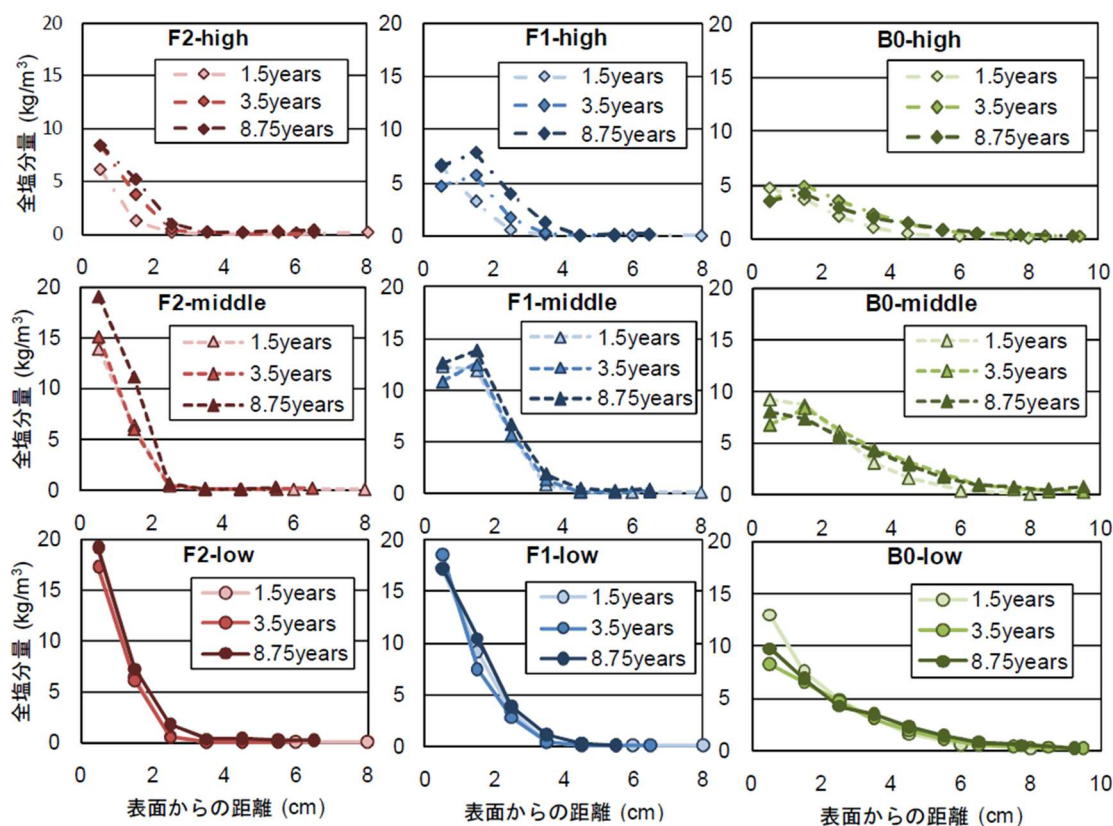 F2-high
F1-high
B0-high
全塩分量 (kg/m³)
20
15
10
5
0
1.5years
3.5years
8.75years
0 2 4 6 8
20
15
10
5
0
1.5years
3.5years
8.75years
0 2 4 6 8
20
15
10
5
0
1.5years
3.5years
8.75years
0 2 4 6 8 10
F2-middle
F1-middle
B0-middle
全塩分量 (kg/m³)
20
15
10
5
0
1.5years
3.5years
8.75years
0 2 4 6 8
20
15
10
5
0
1.5years
3.5years
8.75years
0 2 4 6 8
20
15
10
5
0
1.5years
3.5years
8.75years
0 2 4 6 8 10
F2-low
F1-low
B0-low
全塩分量 (kg/m³)
20
15
10
5
0
1.5years
3.5years
8.75years
0 2 4 6 8
表面からの距離 (cm)
20
15
10
5
0
1.5years
3.5years
8.75years
0 2 4 6 8
表面からの距離 (cm)
20
15
10
5
0
1.5years
3.5years
8.75years
0 2 4 6 8 10
表面からの距離 (cm)